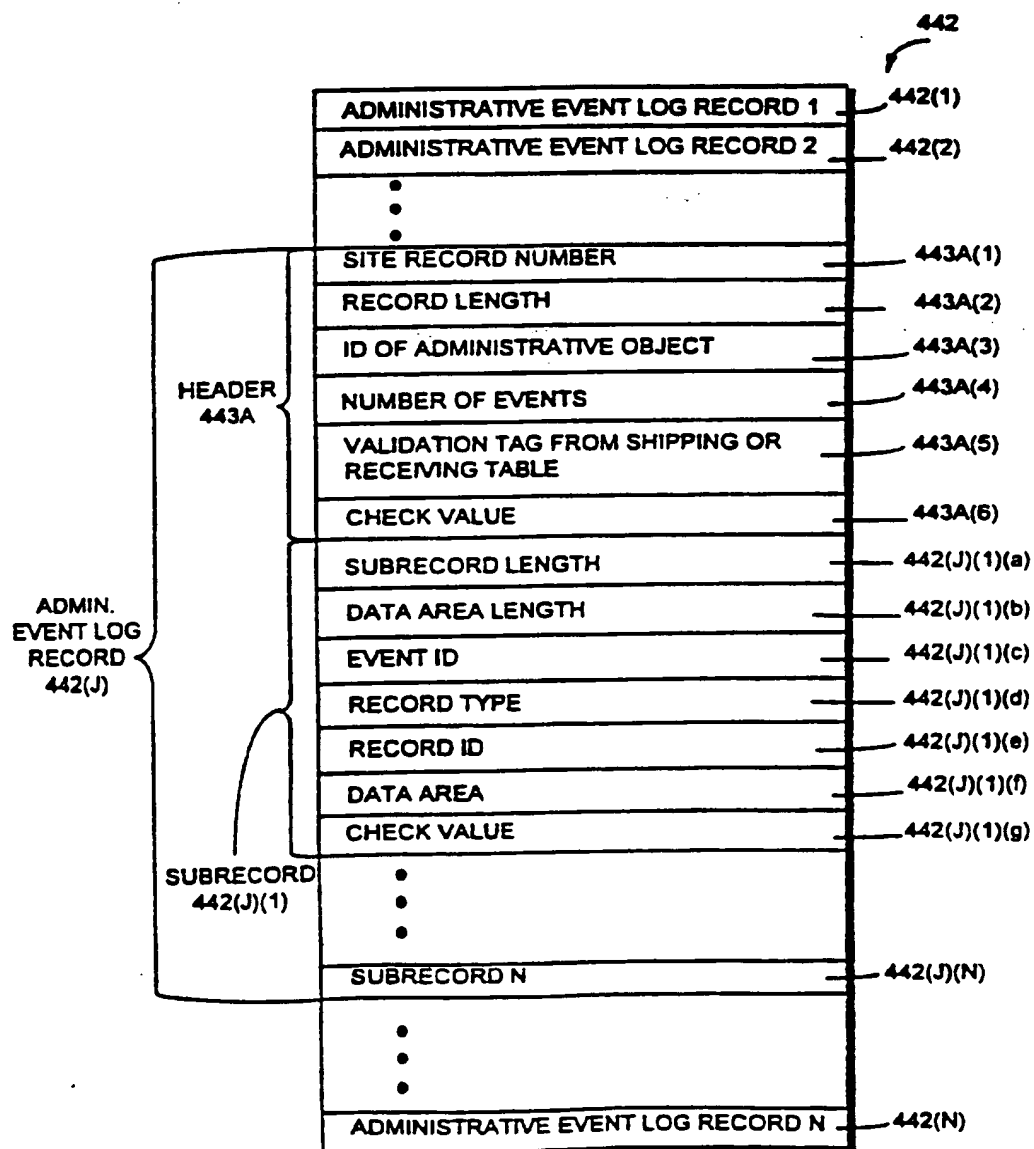 442
ADMINISTRATIVE EVENT LOG RECORD 1
442(1)
ADMINISTRATIVE EVENT LOG RECORD 2
442(2)
SITE RECORD NUMBER
443A(1)
RECORD LENGTH
443A(2)
ID OF ADMINISTRATIVE OBJECT
443A(3)
HEADER
443A
NUMBER OF EVENTS
443A(4)
VALIDATION TAG FROM SHIPPING OR
RECEIVING TABLE
443A(5)
CHECK VALUE
443A(6)
SUBRECORD LENGTH
442(J)(1)(a)
ADMIN.
EVENT LOG
RECORD
442(J)
DATA AREA LENGTH
442(J)(1)(b)
EVENT ID
442(J)(1)(c)
RECORD TYPE
442(J)(1)(d)
RECORD ID
442(J)(1)(e)
DATA AREA
442(J)(1)(f)
CHECK VALUE
442(J)(1)(g)
SUBRECORD
442(J)(1)
SUBRECORD N
442(J)(N)
ADMINISTRATIVE EVENT LOG RECORD N
442(N)